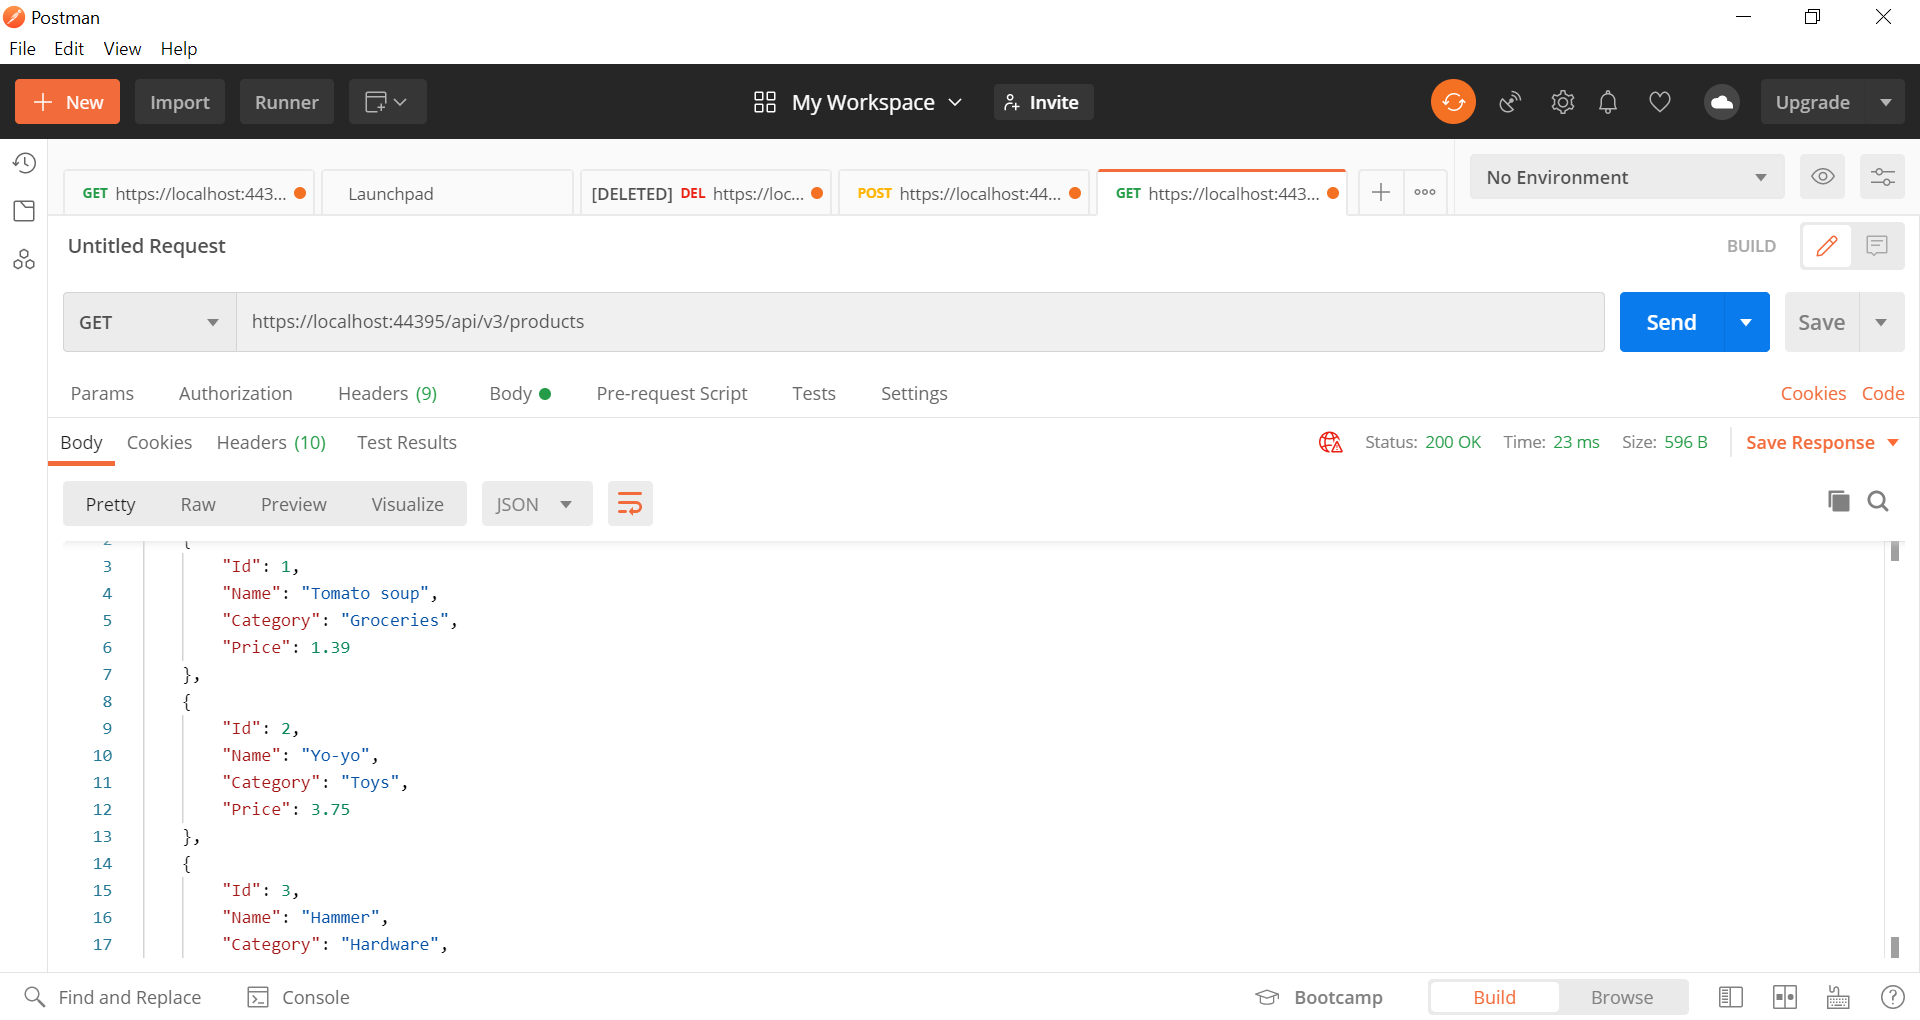 Postman
File Edit View Help
New Import Runner My Workspace Invite Upgrade
GET https://localhost:443... Launchpad [DELETED] DEL https://loc... POST https://localhost:44... GET https://localhost:443... No Environment
Untitled Request BUILD
GET https://localhost:44395/api/v3/products Send Save
Params Authorization Headers (9) Body Pre-request Script Tests Settings Cookies Code
Body Cookies Headers (10) Test Results Status: 200 OK Time: 23 ms Size: 596 B Save Response
Pretty Raw Preview Visualize JSON
2 {
3 "Id": 1,
4 "Name": "Tomato soup",
5 "Category": "Groceries",
6 "Price": 1.39
7 },
8 {
9 "Id": 2,
10 "Name": "Yo-yo",
11 "Category": "Toys",
12 "Price": 3.75
13 },
14 {
15 "Id": 3,
16 "Name": "Hammer",
17 "Category": "Hardware",
Find and Replace Console Bootcamp Build Browse